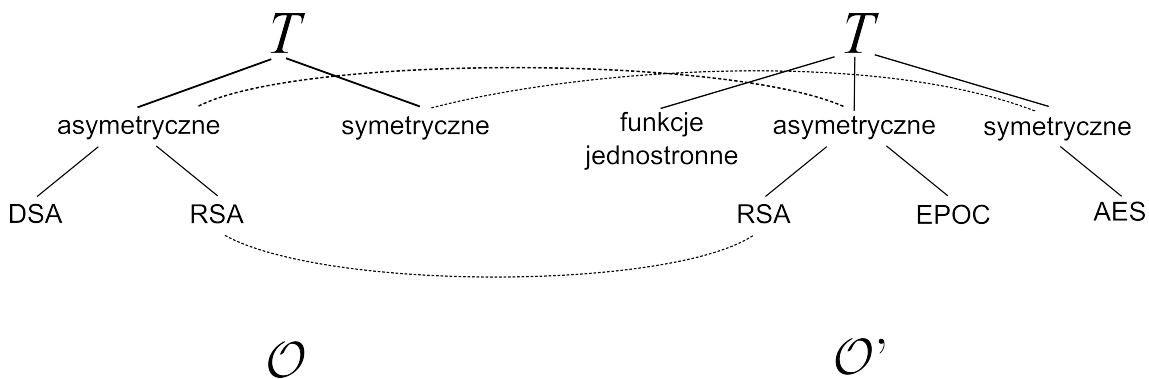 T
T
asymetryczne
symetryczne
funkcje
jednostronne
asymetryczne
symetryczne
DSA
RSA
RSA
EPOC
AES
𝒪
𝒪’